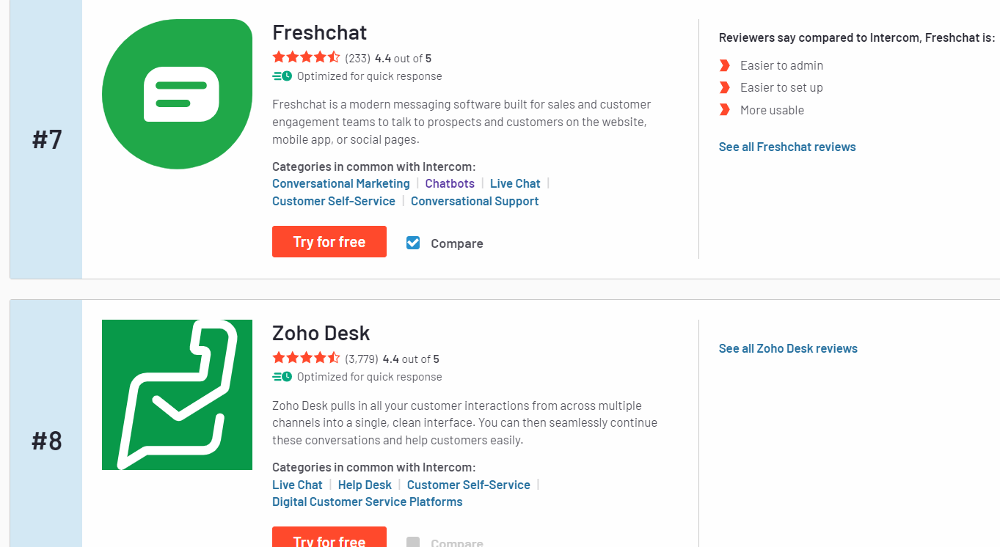 #7
Freshchat
(233) 4.4 out of 5
Optimized for quick response
Freshchat is a modern messaging software built for sales and customer
engagement teams to talk to prospects and customers on the website,
mobile app, or social pages.
Categories in common with Intercom:
Conversational Marketing | Chatbots | Live Chat |
Customer Self-Service | Conversational Support
Try for free
Compare
Reviewers say compared to Intercom, Freshchat is:
Easier to admin
Easier to set up
More usable
See all Freshchat reviews
#8
Zoho Desk
(3,779) 4.4 out of 5
Optimized for quick response
Zoho Desk pulls in all your customer interactions from across multiple
channels into a single, clean interface. You can then seamlessly continue
these conversations and help customers easily.
Categories in common with Intercom:
Live Chat | Help Desk | Customer Self-Service |
Digital Customer Service Platforms
Try for free
Compare
See all Zoho Desk reviews